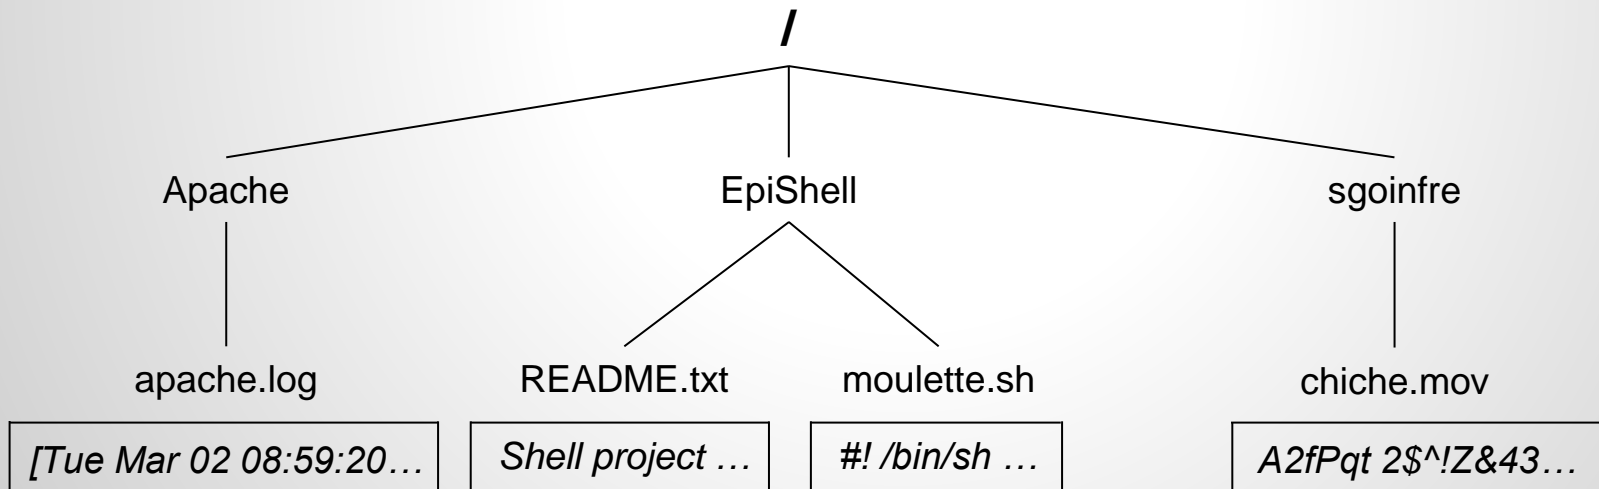 /
Apache EpiShell sgoinfre
apache.log README.txt moulette.sh chiche.mov
[Tue Mar 02 08:59:20… Shell project … #! /bin/sh … A2fPqt 2$^!Z&43…